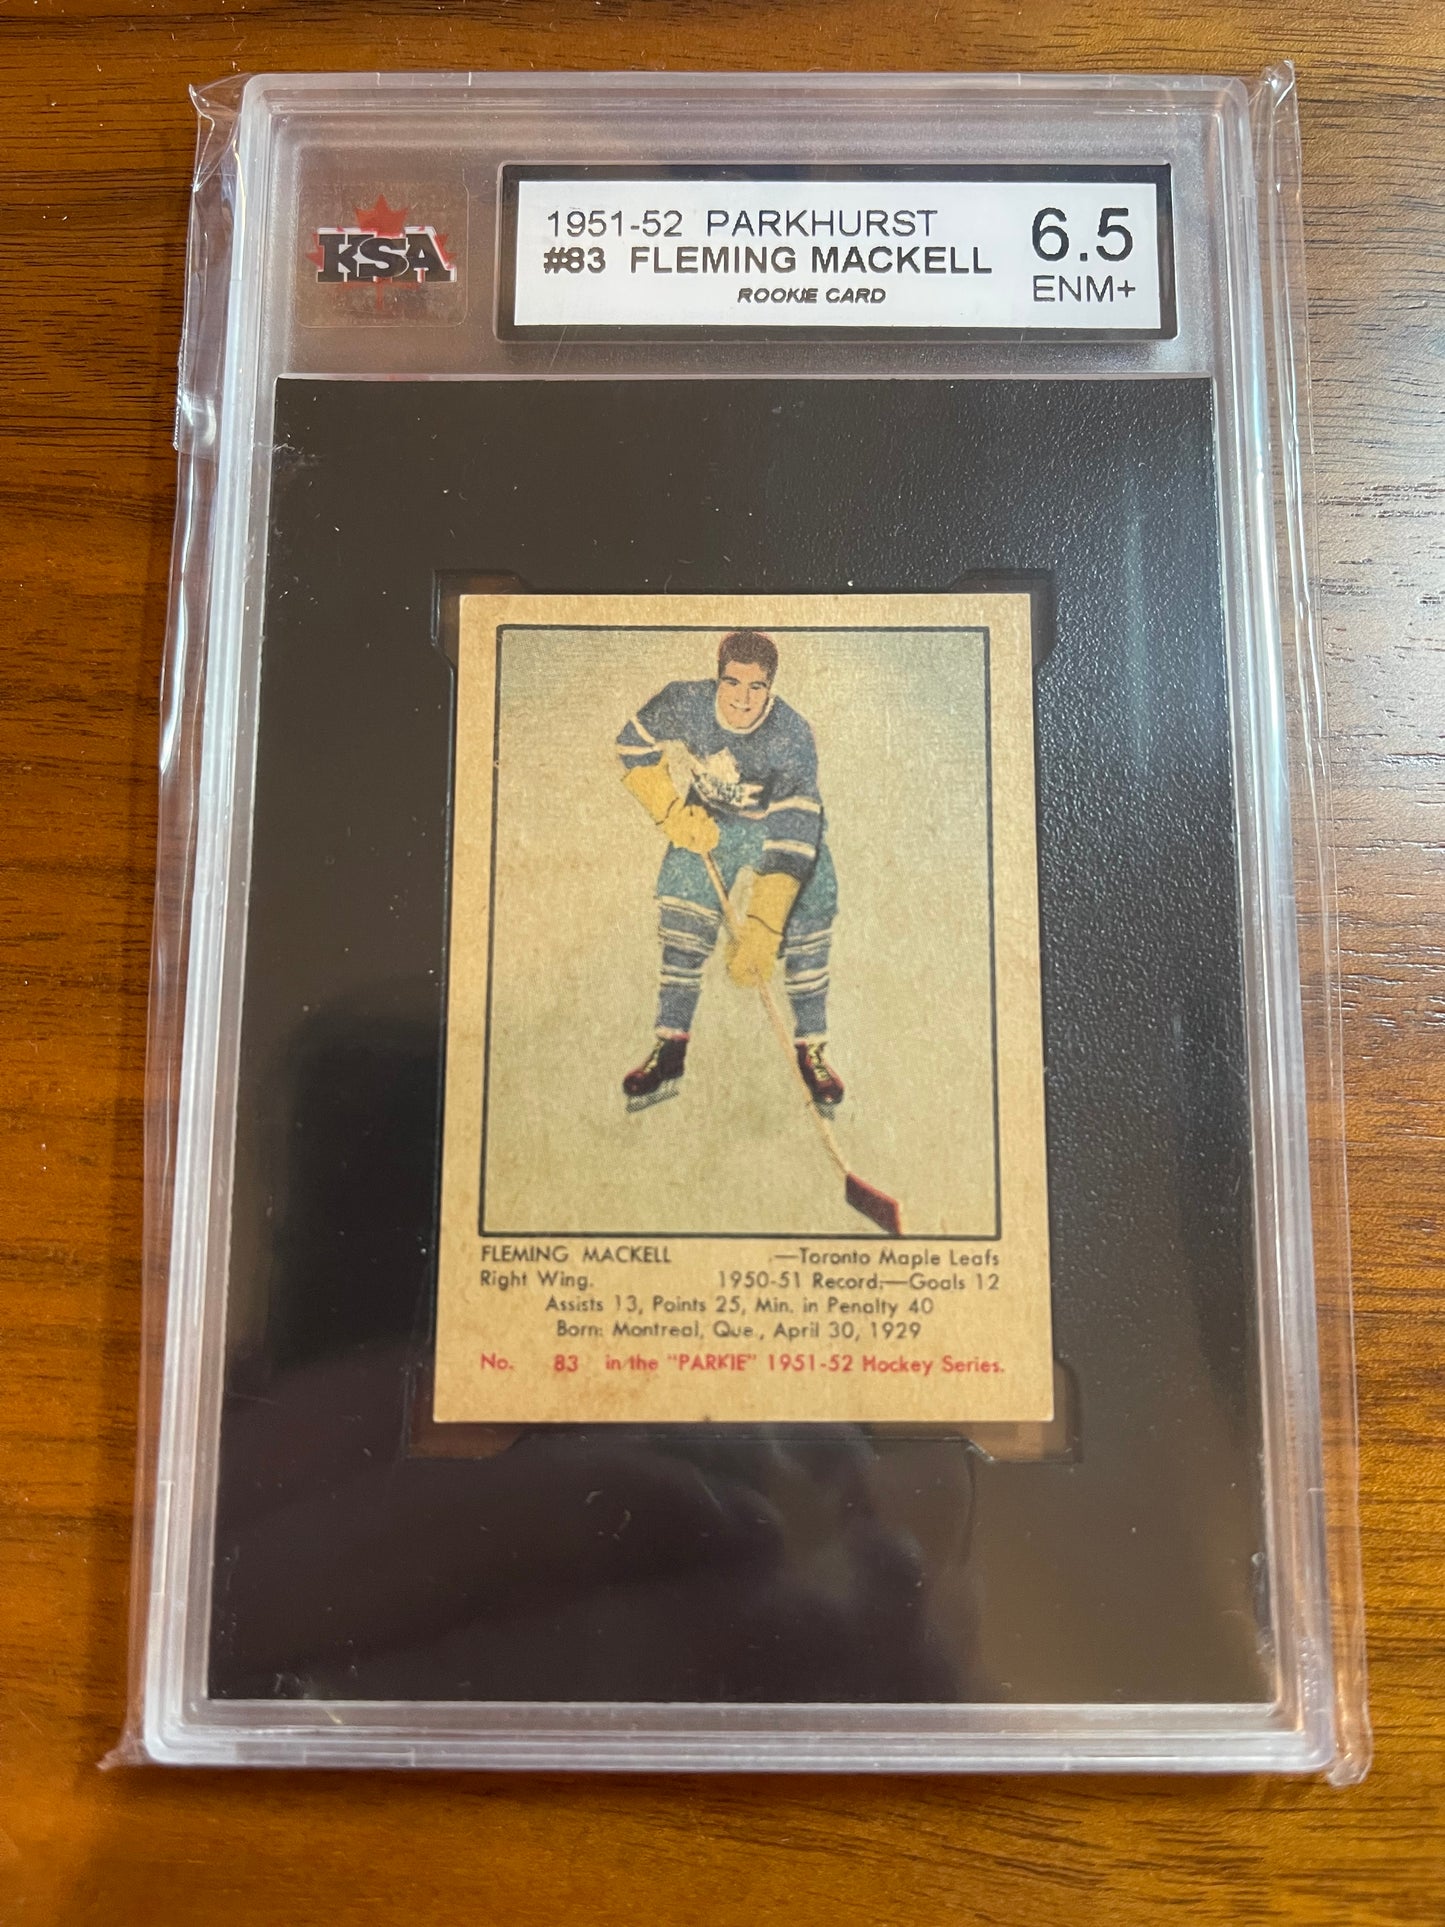 KSA
1951-52 PARKHURST
#83 FLEMING MACKELL
ROOKIE CARD
6.5
ENM+
FLEMING MACKELL .—Toronto Maple Leafs
Right Wing. 1950-51 Record,—Goals 12
Assists 13, Points 25, Min. in Penalty 40
Born: Montreal, Que., April 30, 1929
No. 83 in the "PARKIE" 1951-52 Hockey Series.